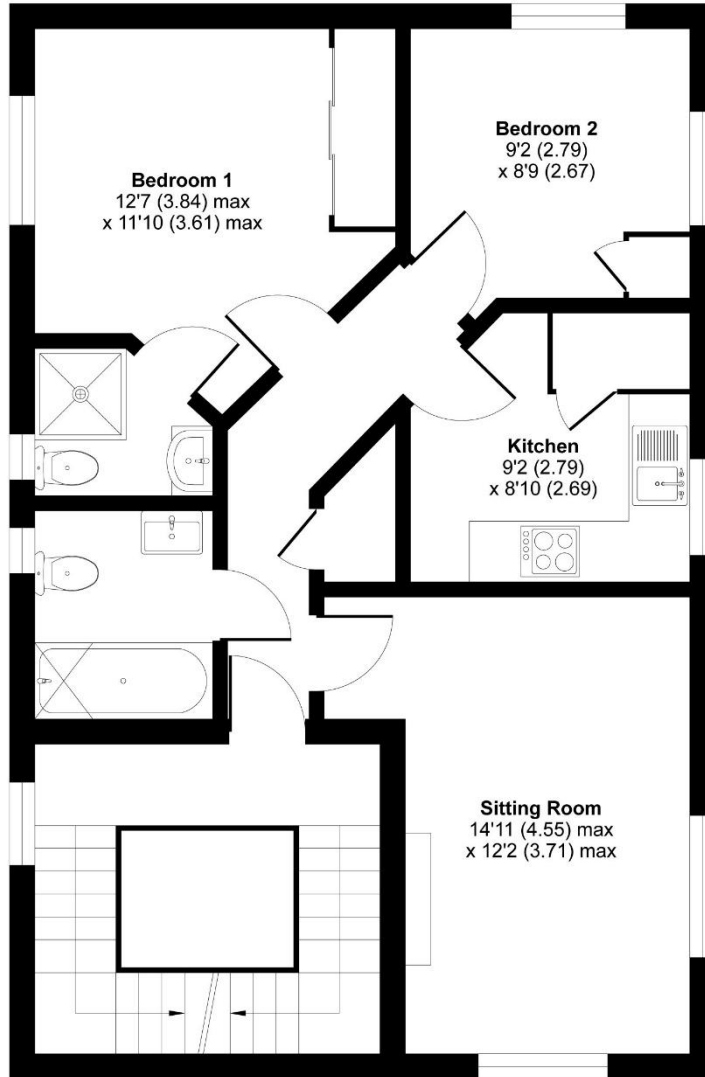 Bedroom 1
12'7 (3.84) max
x 11'10 (3.61) max
Bedroom 2
9'2 (2.79)
x 8'9 (2.67)
Kitchen
9'2 (2.79)
x 8'10 (2.69)
Sitting Room
14'11 (4.55) max
x 12'2 (3.71) max